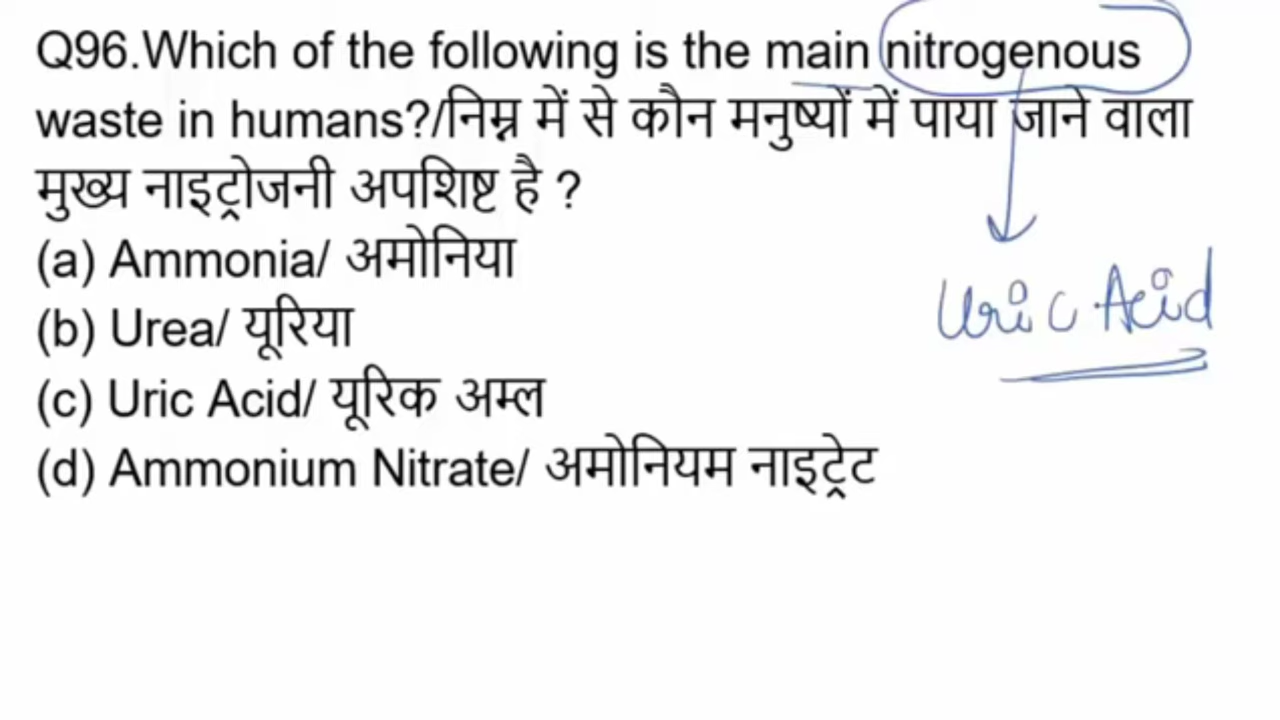 Q96.Which of the following is the main nitrogenous
waste in humans?/निम्न में से कौन मनुष्यों में पाया जाने वाला
मुख्य नाइट्रोजनी अपशिष्ट है ?
(a) Ammonia/ अमोनिया
(b) Urea/ यूरिया
Uric Acid
(c) Uric Acid/ यूरिक अम्ल
(d) Ammonium Nitrate/ अमोनियम नाइट्रेट